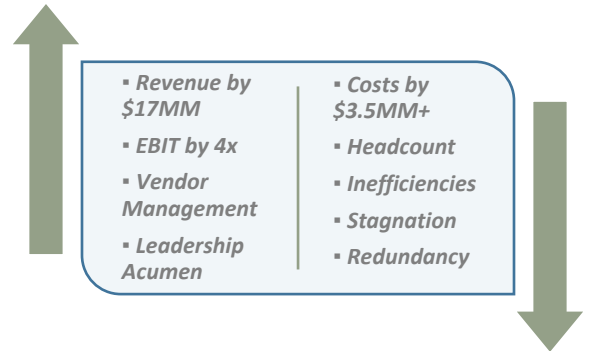 ▪ Revenue by
$17MM
▪ EBIT by 4x
▪ Vendor
Management
▪ Leadership
Acumen
▪ Costs by
$3.5MM+
▪ Headcount
▪ Inefficiencies
▪ Stagnation
▪ Redundancy